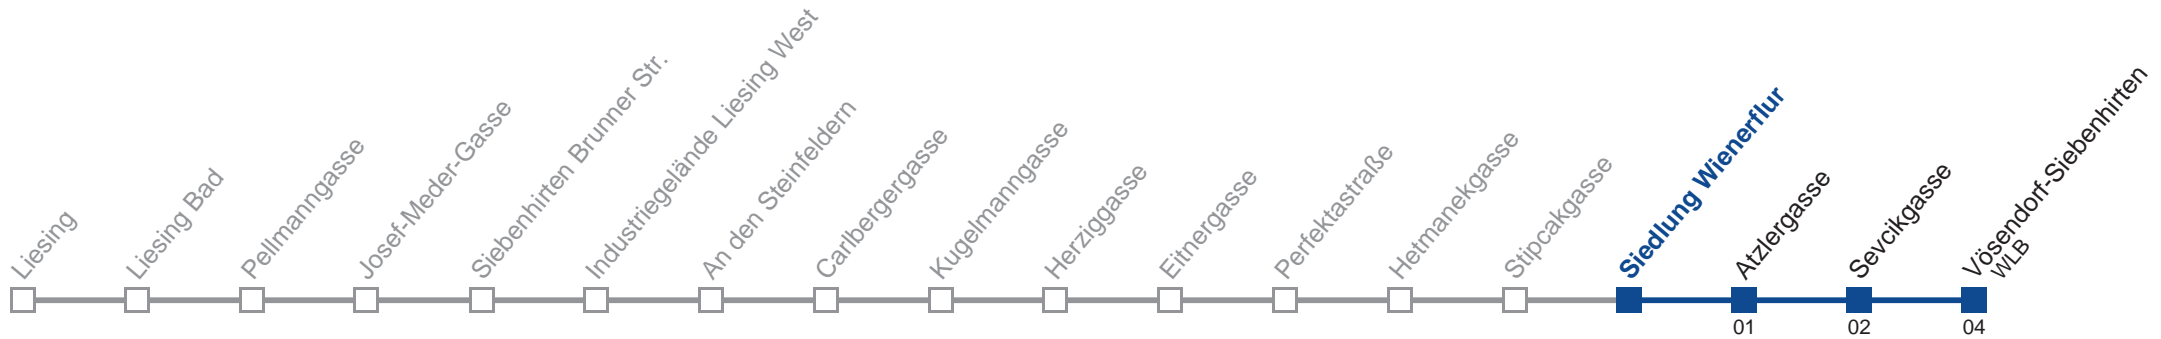 Liesing
Liesing Bad
Pellmanngasse
Josef-Meder-Gasse
Siebenhirten Brunner Str.
Industriegelände Liesing West
An den Steinfeldern
Carlbergergasse
Kugelmanngasse
Herziggasse
Eitnergasse
Perfektastraße
Hetmanekgasse
Stipcakgasse
Siedlung Wienerflur
Atzlergasse
Sevcikgasse
Vösendorf-Siebenhirten
WLB
01
02
04